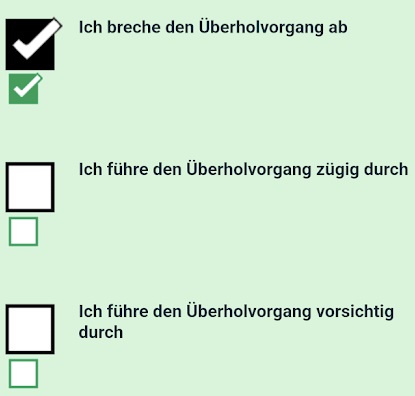 Ich breche den Überholvorgang ab
Ich führe den Überholvorgang zügig durch
Ich führe den Überholvorgang vorsichtig
durch